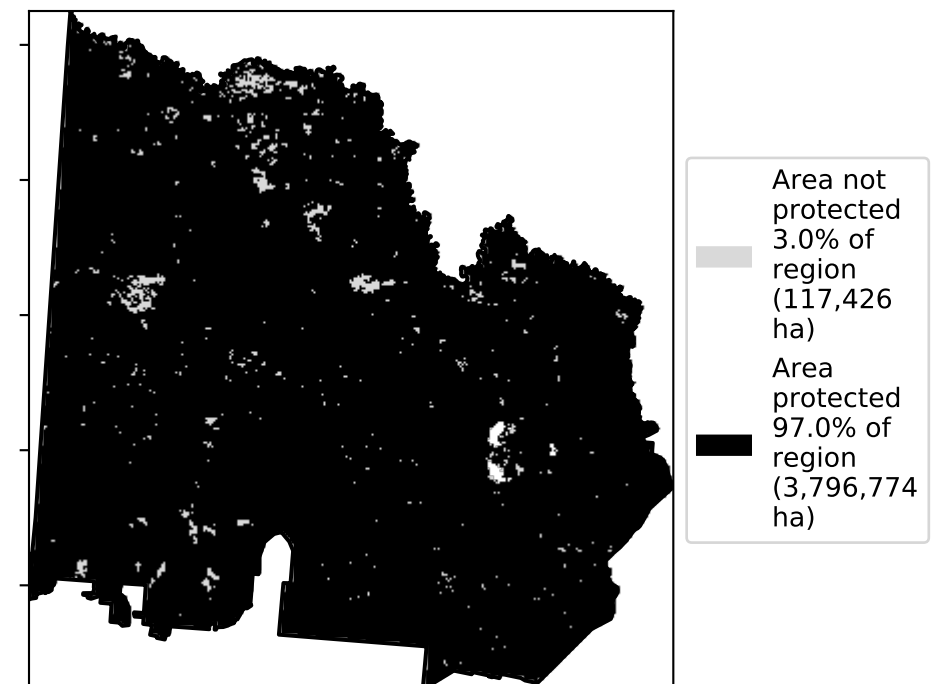 Area not
protected
3.0% of
region
(117,426
ha)
Area
protected
97.0% of
region
(3,796,774
ha)